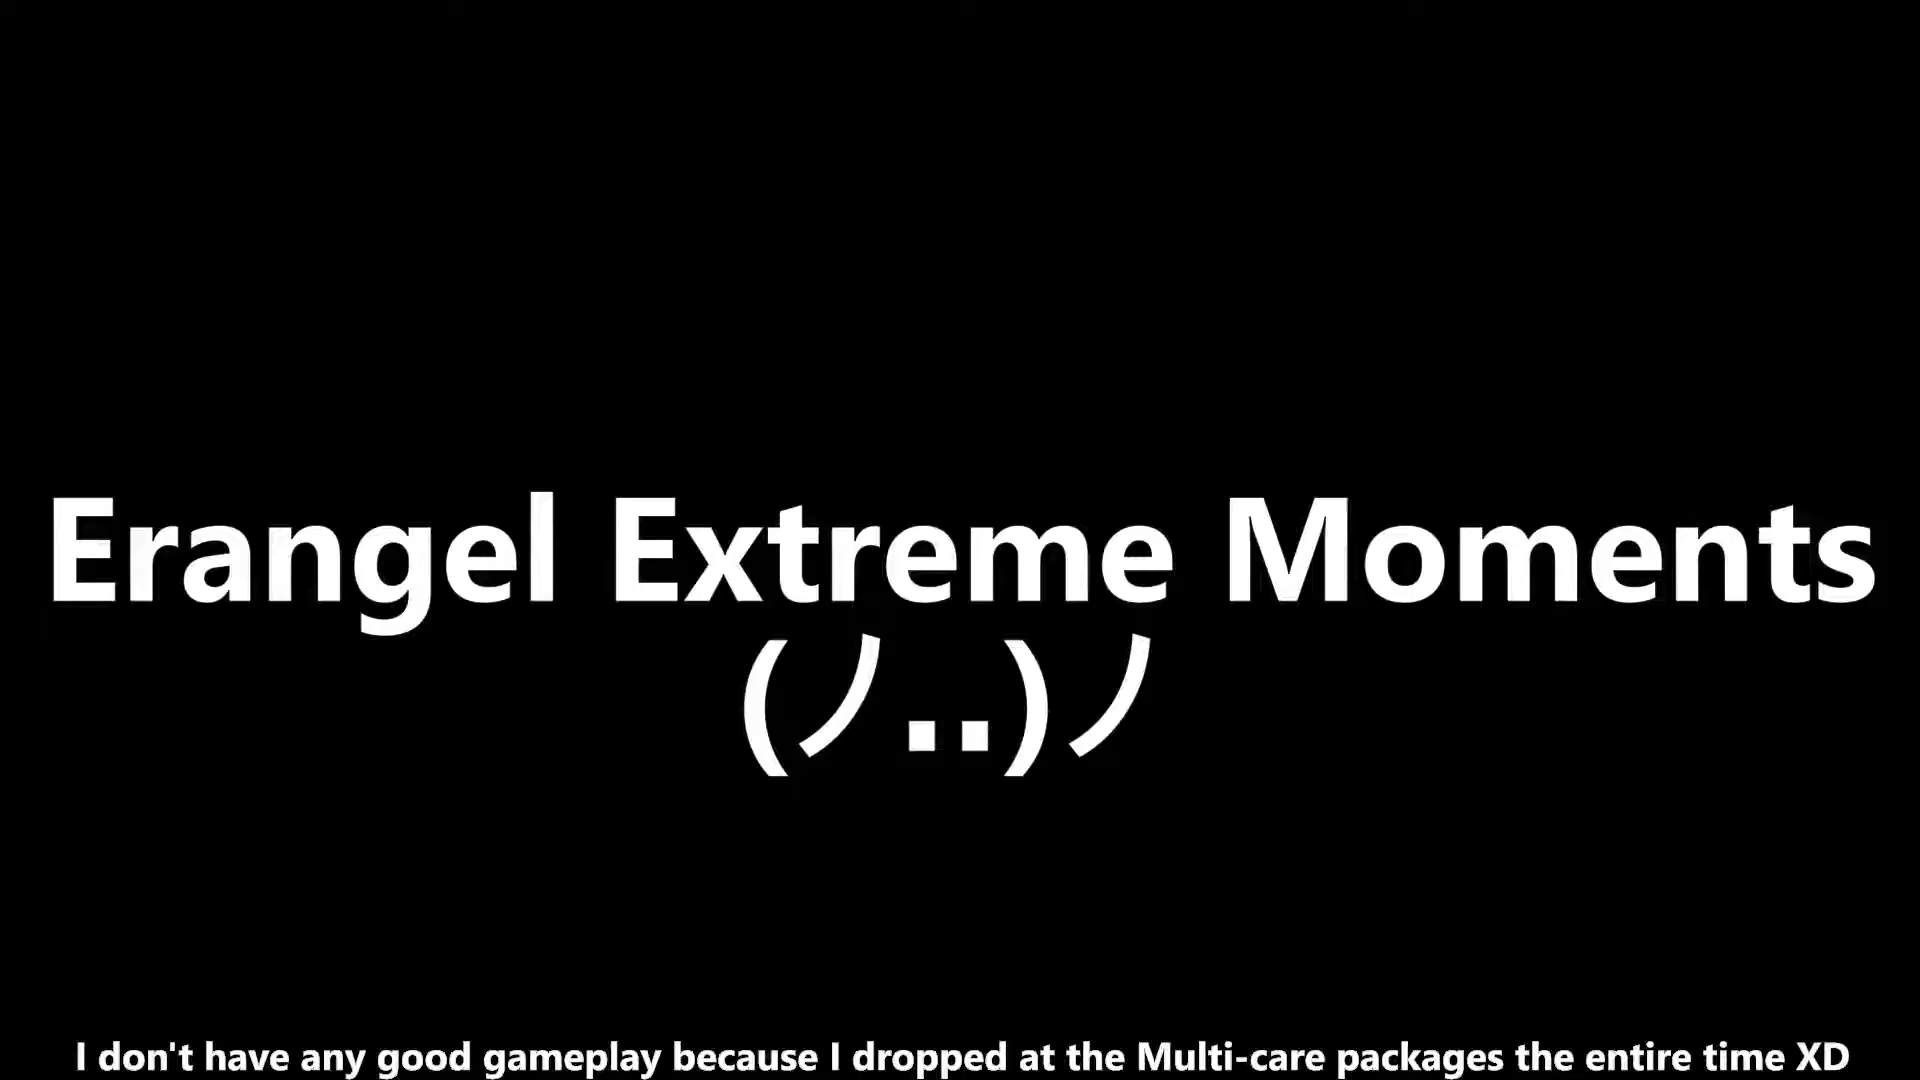 Erangel Extreme Moments
(ノ..)ノ
I don't have any good gameplay because I dropped at the Multi-care packages the entire time XD